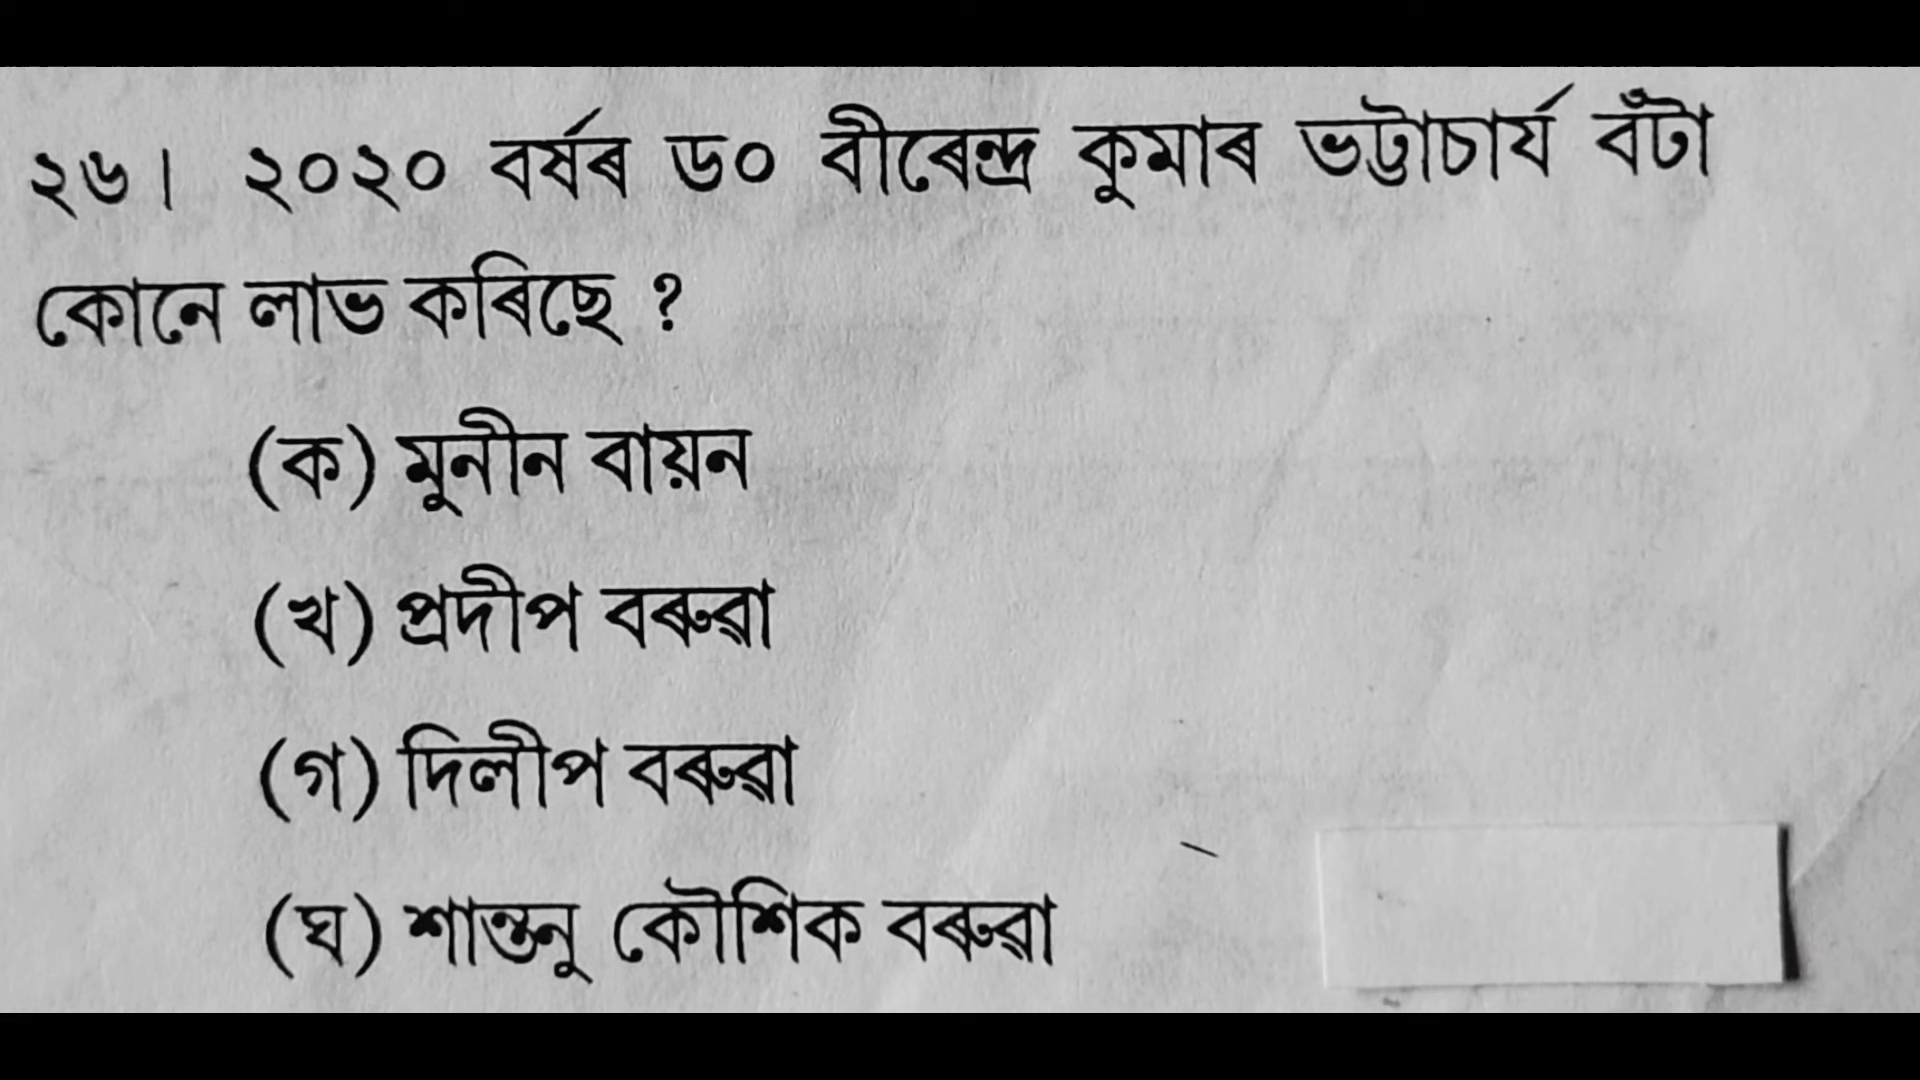 ২৬। ২০২০ বৰ্ষৰ ড০ বীৰেন্দ্ৰ কুমাৰ ভট্টাচাৰ্য বঁটা
কোনে লাভ কৰিছে ?
(ক) মুনীন বায়ন
(খ) প্ৰদীপ বৰুৱা
(গ) দিলীপ বৰুৱা
(ঘ) শান্তনু কৌশিক বৰুৱা